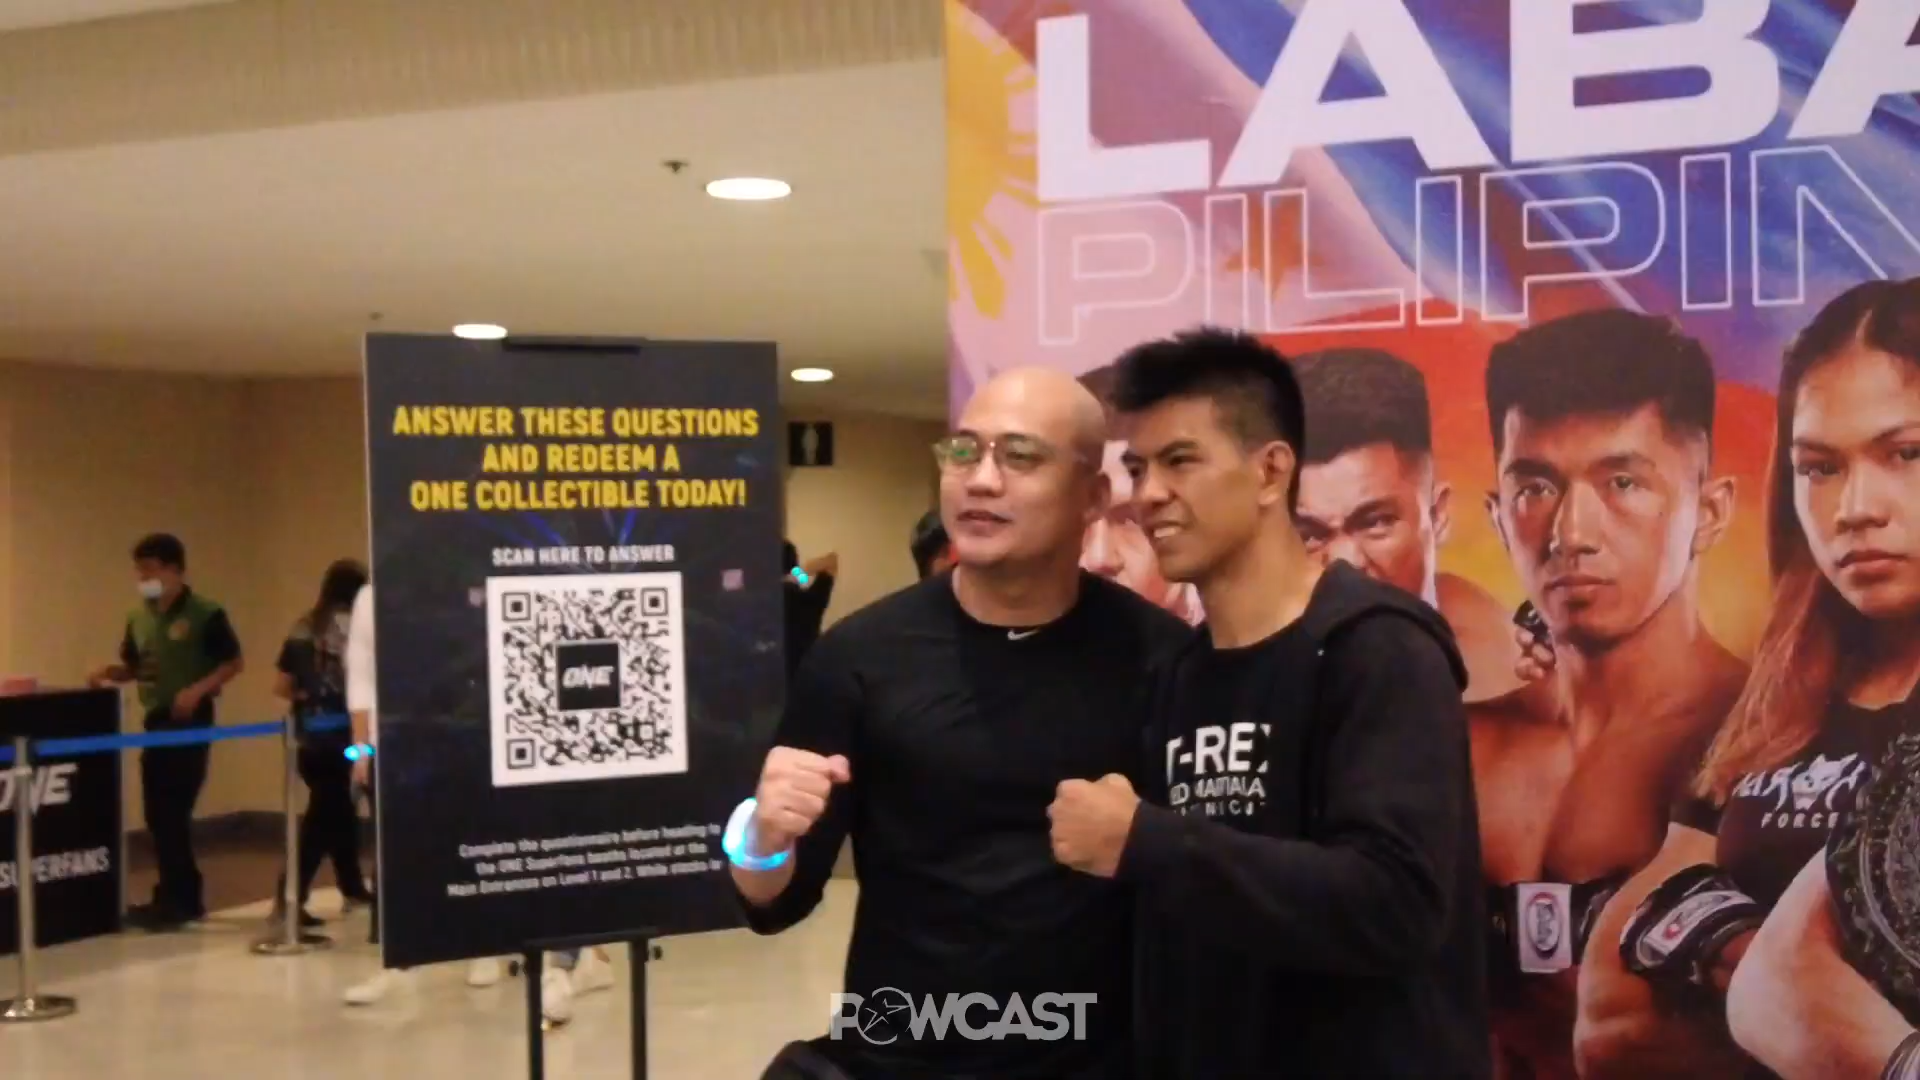 LABA
PILIPIN
ANSWER THESE QUESTIONS
AND REDEEM A
ONE COLLECTIBLE TODAY!
SCAN HERE TO ANSWER
ONE
Complete the questionnaire before heading to
the ONE Superfans booths located at the
Main Entrances on Level 1 and 2. While stocks
T-REX
FORCE
ONE
SUPERFANS
POWCAST